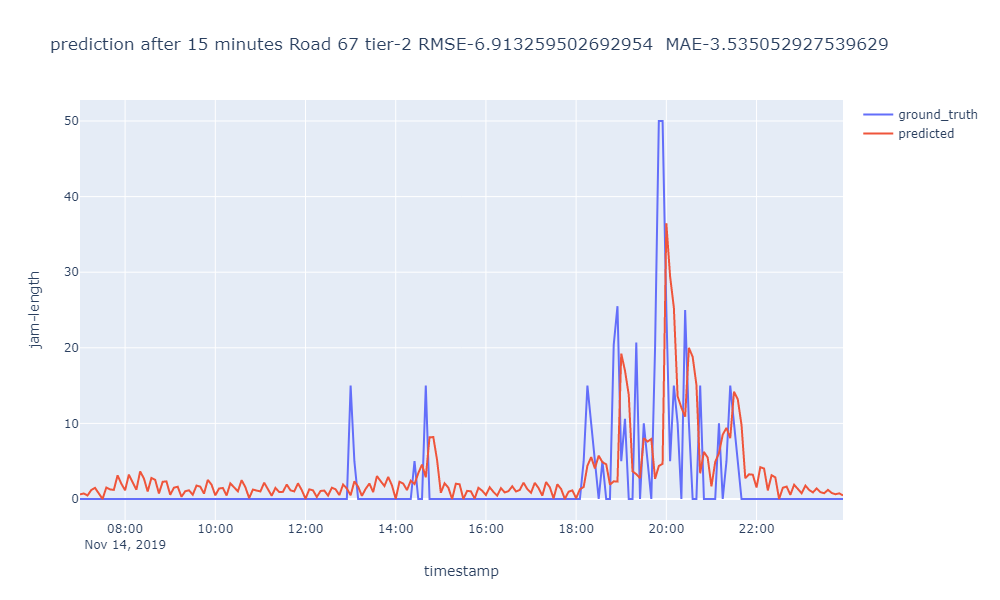 prediction after 15 minutes Road 67 tier-2 RMSE-6.913259502692954  MAE-3.535052927539629
ground_truth
predicted
50
40
30
20
10
0
jam-length
08:00 10:00 12:00 14:00 16:00 18:00 20:00 22:00
Nov 14, 2019
timestamp